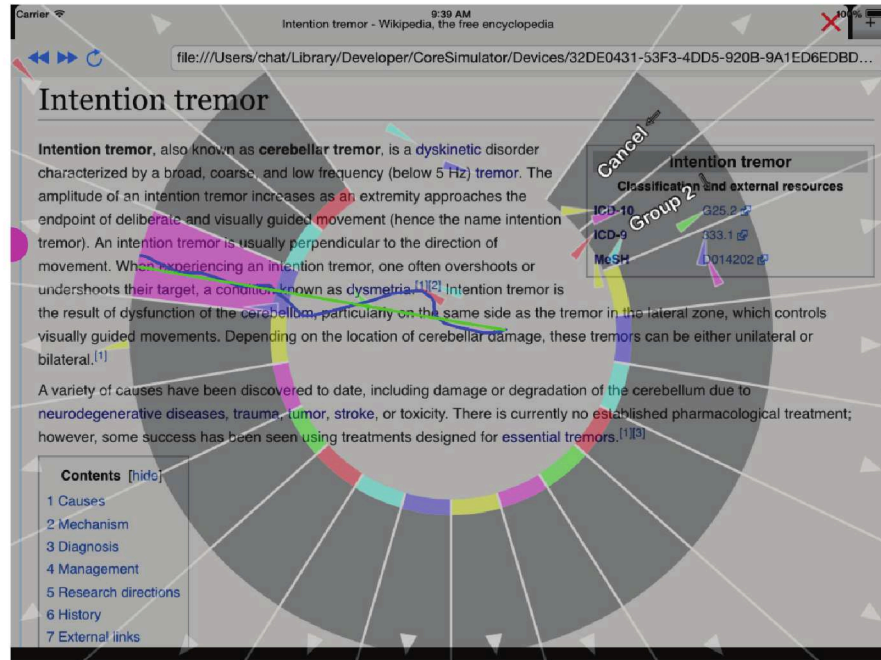 Carrier
9:39 AM
100%
Intention tremor - Wikipedia, the free encyclopedia
file:///Users/chat/Library/Developer/CoreSimulator/Devices/32DE0431-53F3-4DD5-920B-9A1ED6EDBD...
Intention tremor
Intention tremor, also known as cerebellar tremor, is a dyskinetic disorder
characterized by a broad, coarse, and low frequency (below 5 Hz) tremor. The
amplitude of an intention tremor increases as an extremity approaches the
endpoint of deliberate and visually guided movement (hence the name intention
tremor). An intention tremor is usually perpendicular to the direction of
movement. When experiencing an intention tremor, one often overshoots or
undershoots their target, a condition known as dysmetria.[1][2] Intention tremor is
the result of dysfunction of the cerebellum, particularly on the same side as the tremor in the lateral zone, which controls
visually guided movements. Depending on the location of cerebellar damage, these tremors can be either unilateral or
bilateral.[1]
A variety of causes have been discovered to date, including damage or degradation of the cerebellum due to
neurodegenerative diseases, trauma, tumor, stroke, or toxicity. There is currently no established pharmacological treatment;
however, some success has been seen using treatments designed for essential tremors.[1][3]
Cancel
Group 2
Intention tremor
Classification and external resources
ICD-10 G25.2
ICD-9 333.1
MeSH D014202
Contents [hide]
1 Causes
2 Mechanism
3 Diagnosis
4 Management
5 Research directions
6 History
7 External links